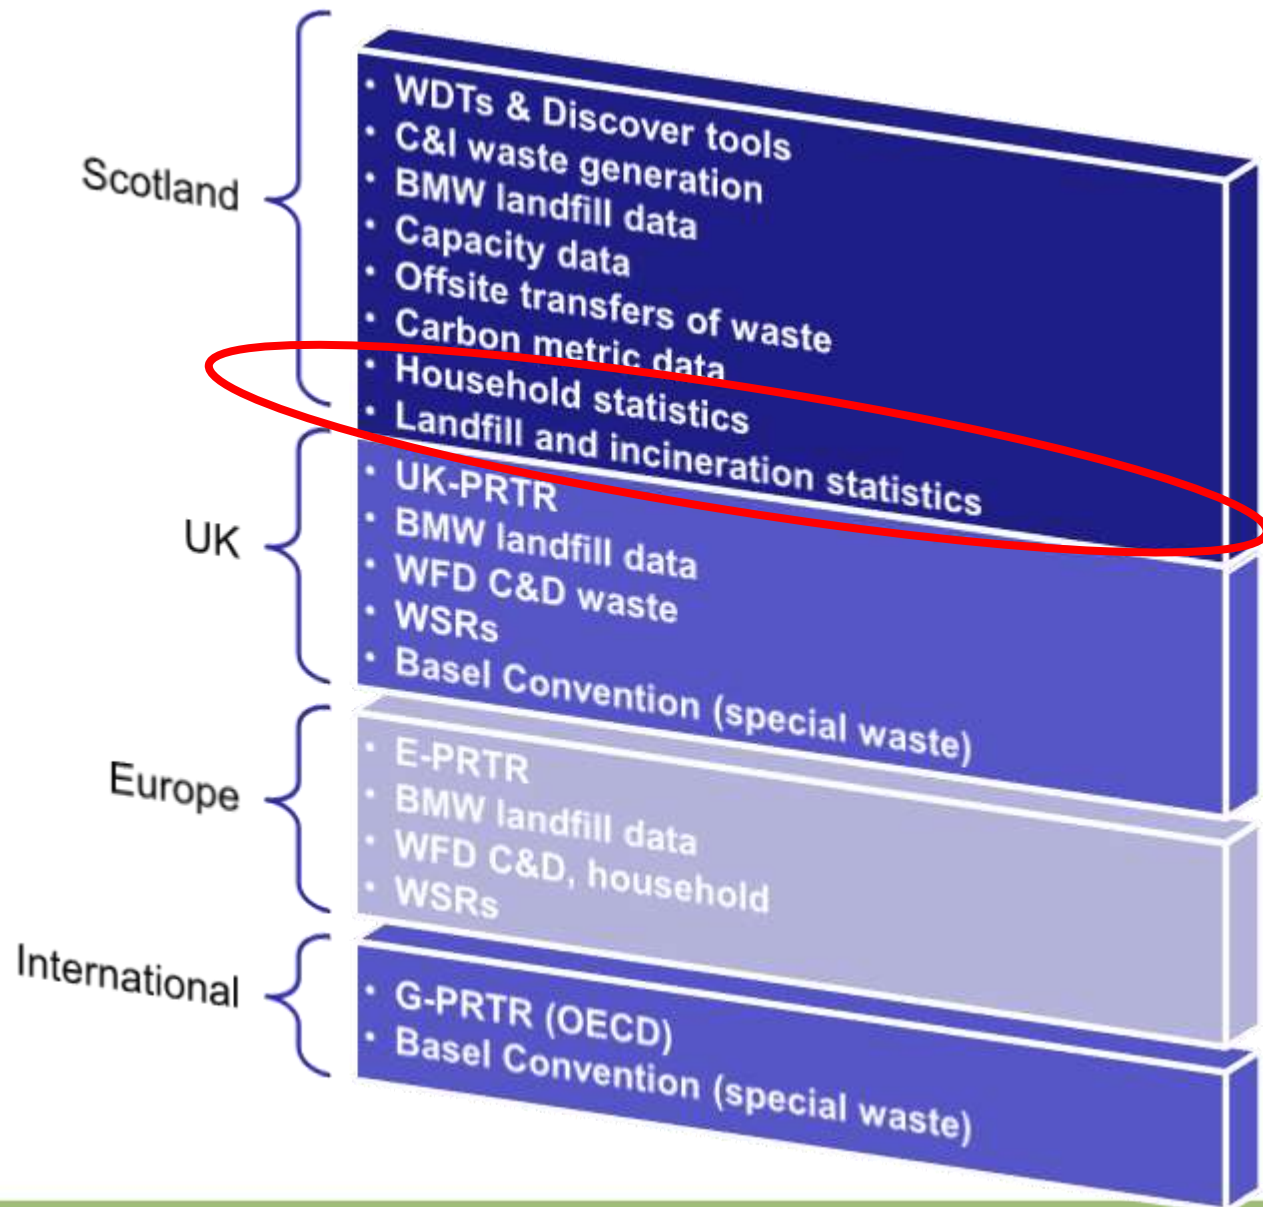 Scotland
• WDTs & Discover tools
• C&I waste generation
• BMW landfill data
• Capacity data
• Offsite transfers of waste
• Carbon metric data
• Household statistics
• Landfill and incineration statistics
UK
• UK-PRTR
• BMW landfill data
• WFD C&D waste
• WSRs
• Basel Convention (special waste)
Europe
• E-PRTR
• BMW landfill data
• WFD C&D, household
• WSRs
International
• G-PRTR (OECD)
• Basel Convention (special waste)